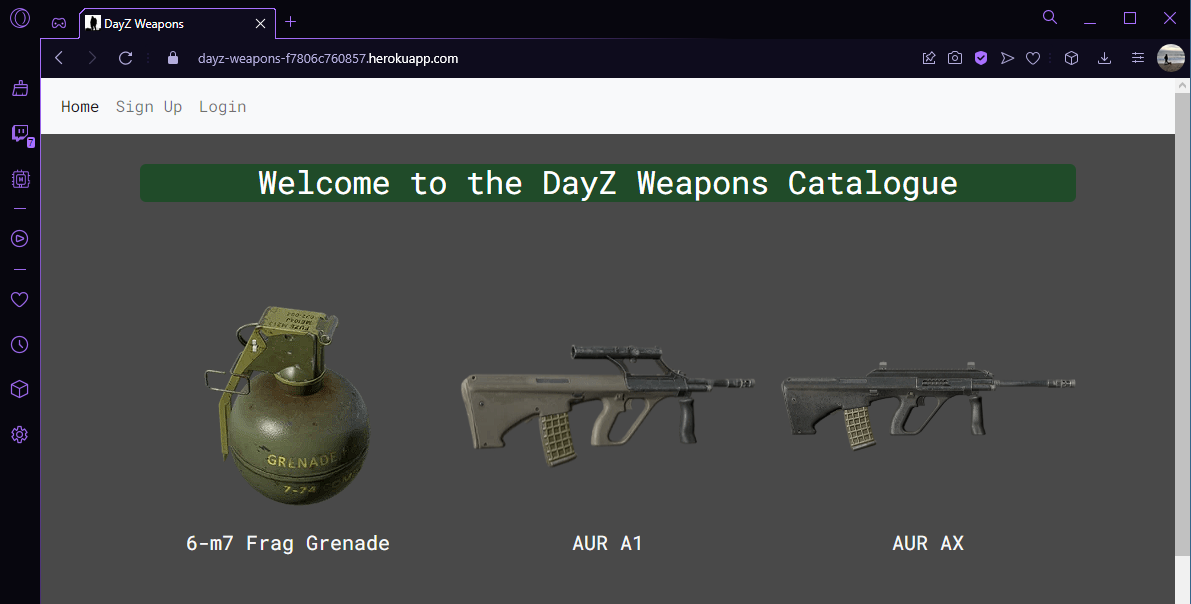 DayZ Weapons
dayz-weapons-f7806c760857.herokuapp.com
7
Home Sign Up Login
Welcome to the DayZ Weapons Catalogue
GRENADE
6-m7 Frag Grenade AUR A1 AUR AX